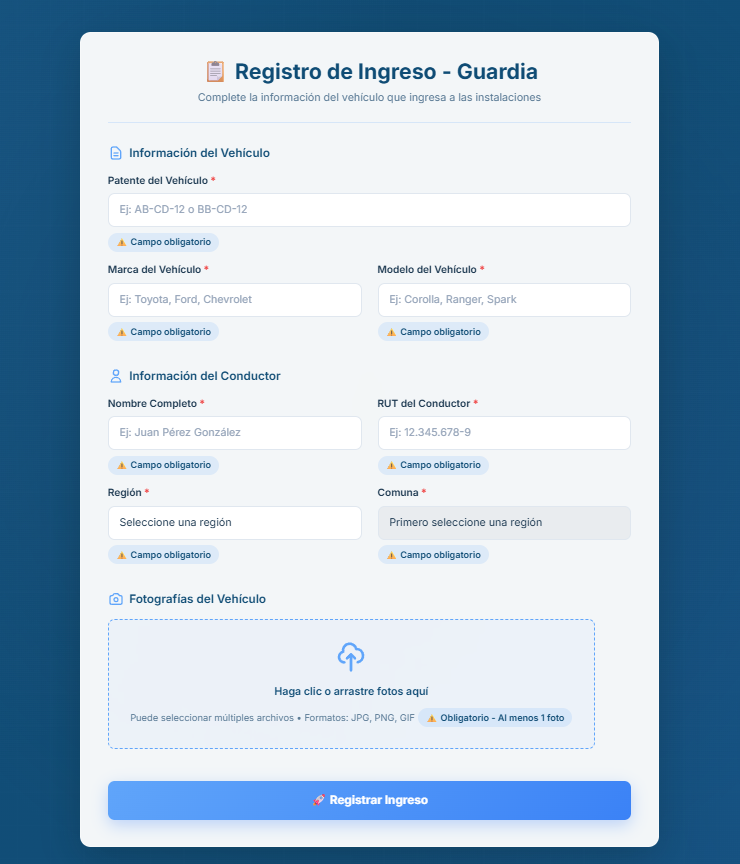 📋 Registro de Ingreso - Guardia
Complete la información del vehículo que ingresa a las instalaciones
Información del Vehículo
Patente del Vehículo *
Ej: AB-CD-12 o BB-CD-12
⚠️ Campo obligatorio
Marca del Vehículo * Modelo del Vehículo *
Ej: Toyota, Ford, Chevrolet Ej: Corolla, Ranger, Spark
⚠️ Campo obligatorio ⚠️ Campo obligatorio
Información del Conductor
Nombre Completo * RUT del Conductor *
Ej: Juan Pérez González Ej: 12.345.678-9
⚠️ Campo obligatorio ⚠️ Campo obligatorio
Región * Comuna *
Seleccione una región Primero seleccione una región
⚠️ Campo obligatorio ⚠️ Campo obligatorio
Fotografías del Vehículo
Haga clic o arrastre fotos aquí
Puede seleccionar múltiples archivos • Formatos: JPG, PNG, GIF ⚠️ Obligatorio - Al menos 1 foto
🚀 Registrar Ingreso